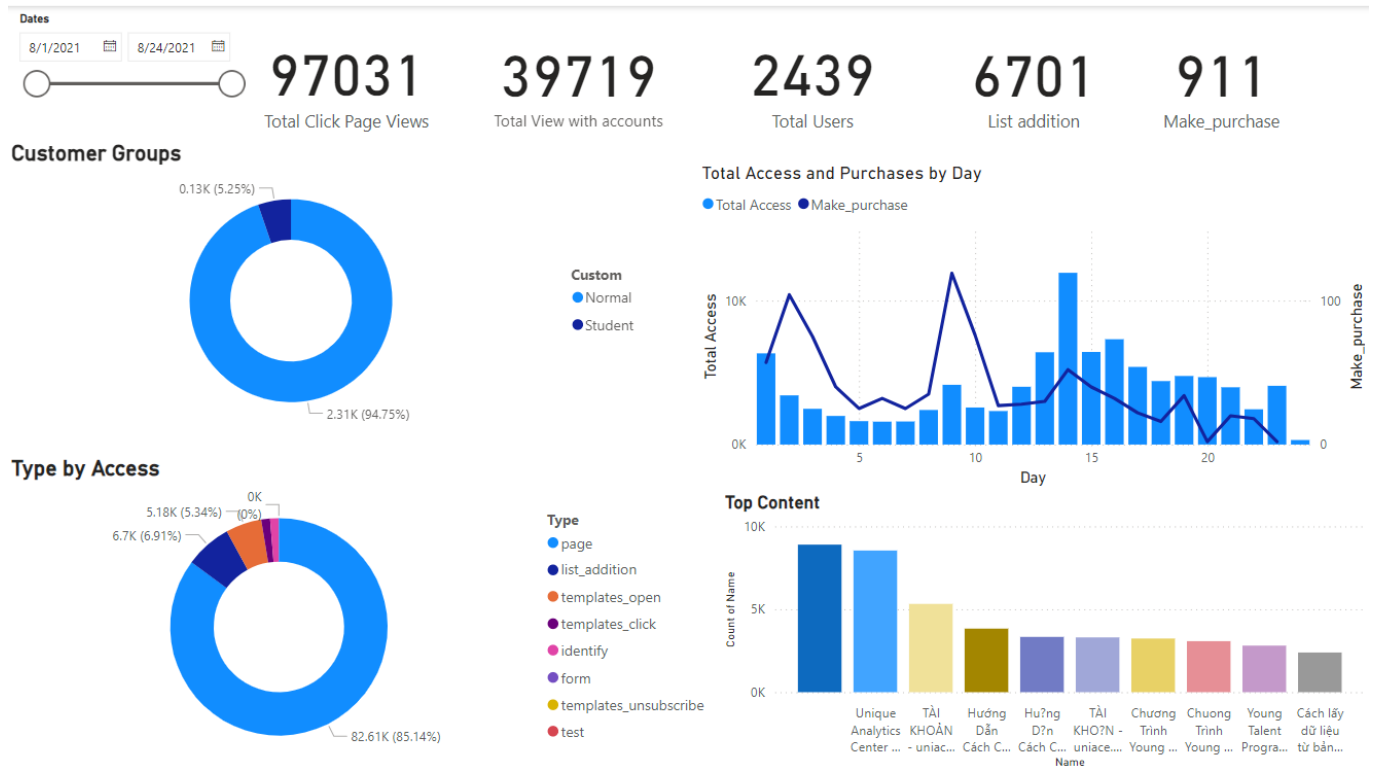 Dates
8/1/2021
8/24/2021
97031
Total Click Page Views
39719
Total View with accounts
2439
Total Users
6701
List addition
911
Make_purchase
Customer Groups
0.13K (5.25%)
2.31K (94.75%)
Custom
Normal
Student
Total Access and Purchases by Day
Total Access
Make_purchase
Total Access
10K
0K
5
10
15
20
Day
100
0
Make_purchase
Type by Access
0K
(0%)
5.18K (5.34%)
6.7K (6.91%)
82.61K (85.14%)
Type
page
list_addition
templates_open
templates_click
identify
form
templates_unsubscribe
test
Top Content
Count of Name
10K
5K
0K
Unique
Analytics
Center ...
TÀI
KHOẢN
- uniac...
Hướng
Dẫn
Cách C...
Hu?ng
D?n
Cách C...
TÀI
KHO?N -
uniace....
Chương
Trình
Young ...
Chuong
Trình
Young ...
Young
Talent
Progra...
Cách lấy
dữ liệu
từ bản...
Name